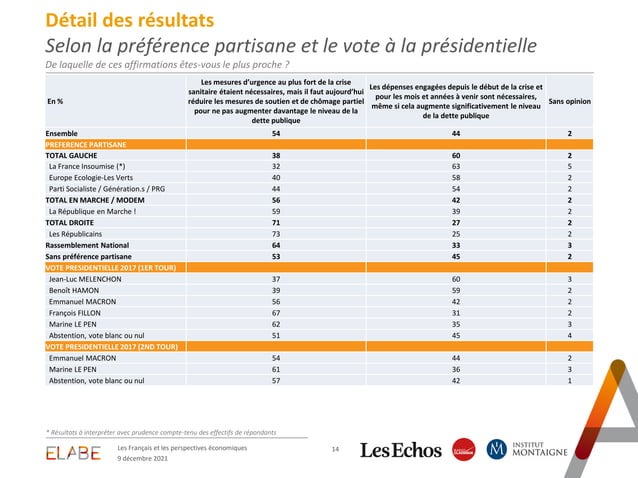 Détail des résultats
Selon la préférence partisane et le vote à la présidentielle
De laquelle de ces affirmations êtes-vous le plus proche ?
En %
Les mesures d'urgence au plus fort de la crise
sanitaire étaient nécessaires, mais il faut aujourd'hui
réduire les mesures de soutien et de chômage partiel
pour ne pas augmenter davantage le niveau de la
dette publique
Les dépenses engagées depuis le début de la crise et
pour les mois et années à venir sont nécessaires,
même si cela augmente significativement le niveau
de la dette publique
Sans opinion
Ensemble 54 44 2
PREFERENCE PARTISANE
TOTAL GAUCHE 38 60 2
La France Insoumise (*) 32 63 5
Europe Ecologie-Les Verts 40 58 2
Parti Socialiste / Génération.s / PRG 44 54 2
TOTAL EN MARCHE / MODEM 56 42 2
La République en Marche ! 59 39 2
TOTAL DROITE 71 27 2
Les Républicains 73 25 2
Rassemblement National 64 33 3
Sans préférence partisane 53 45 2
VOTE PRESIDENTIELLE 2017 (1ER TOUR)
Jean-Luc MELENCHON 37 60 3
Benoît HAMON 39 59 2
Emmanuel MACRON 56 42 2
François FILLON 67 31 2
Marine LE PEN 62 35 3
Abstention, vote blanc ou nul 51 45 4
VOTE PRESIDENTIELLE 2017 (2ND TOUR)
Emmanuel MACRON 54 44 2
Marine LE PEN 61 36 3
Abstention, vote blanc ou nul 57 42 1
* Résultats à interpréter avec prudence compte-tenu des effectifs de répondants
ELABE
Les Français et les perspectives économiques
9 décembre 2021
14
Les Echos
INSTITUT
MONTAIGNE